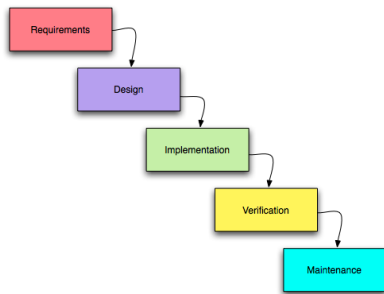 Requirements
Design
Implementation
Verification
Maintenance